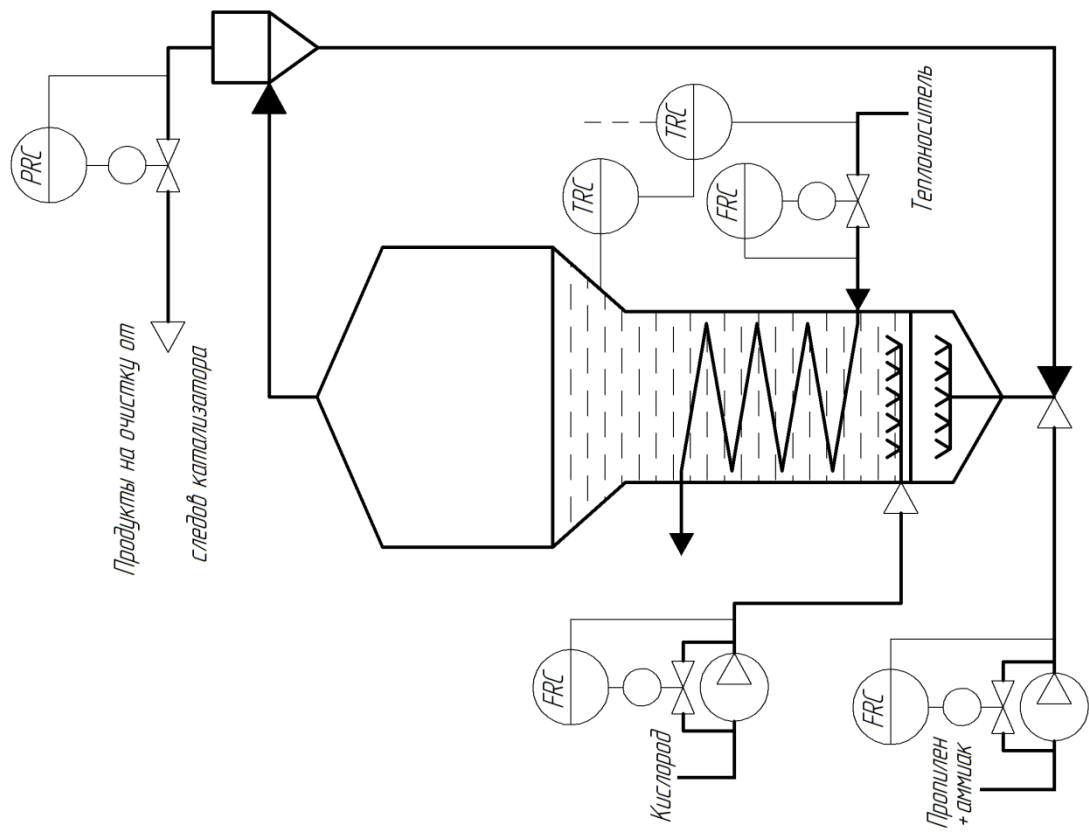 PRC
Продукты на очистку от
следов катализатора
TRC
TRC
FRC
Теплоноситель
FRC
Кислород
FRC
Пропилен
+ аммиак